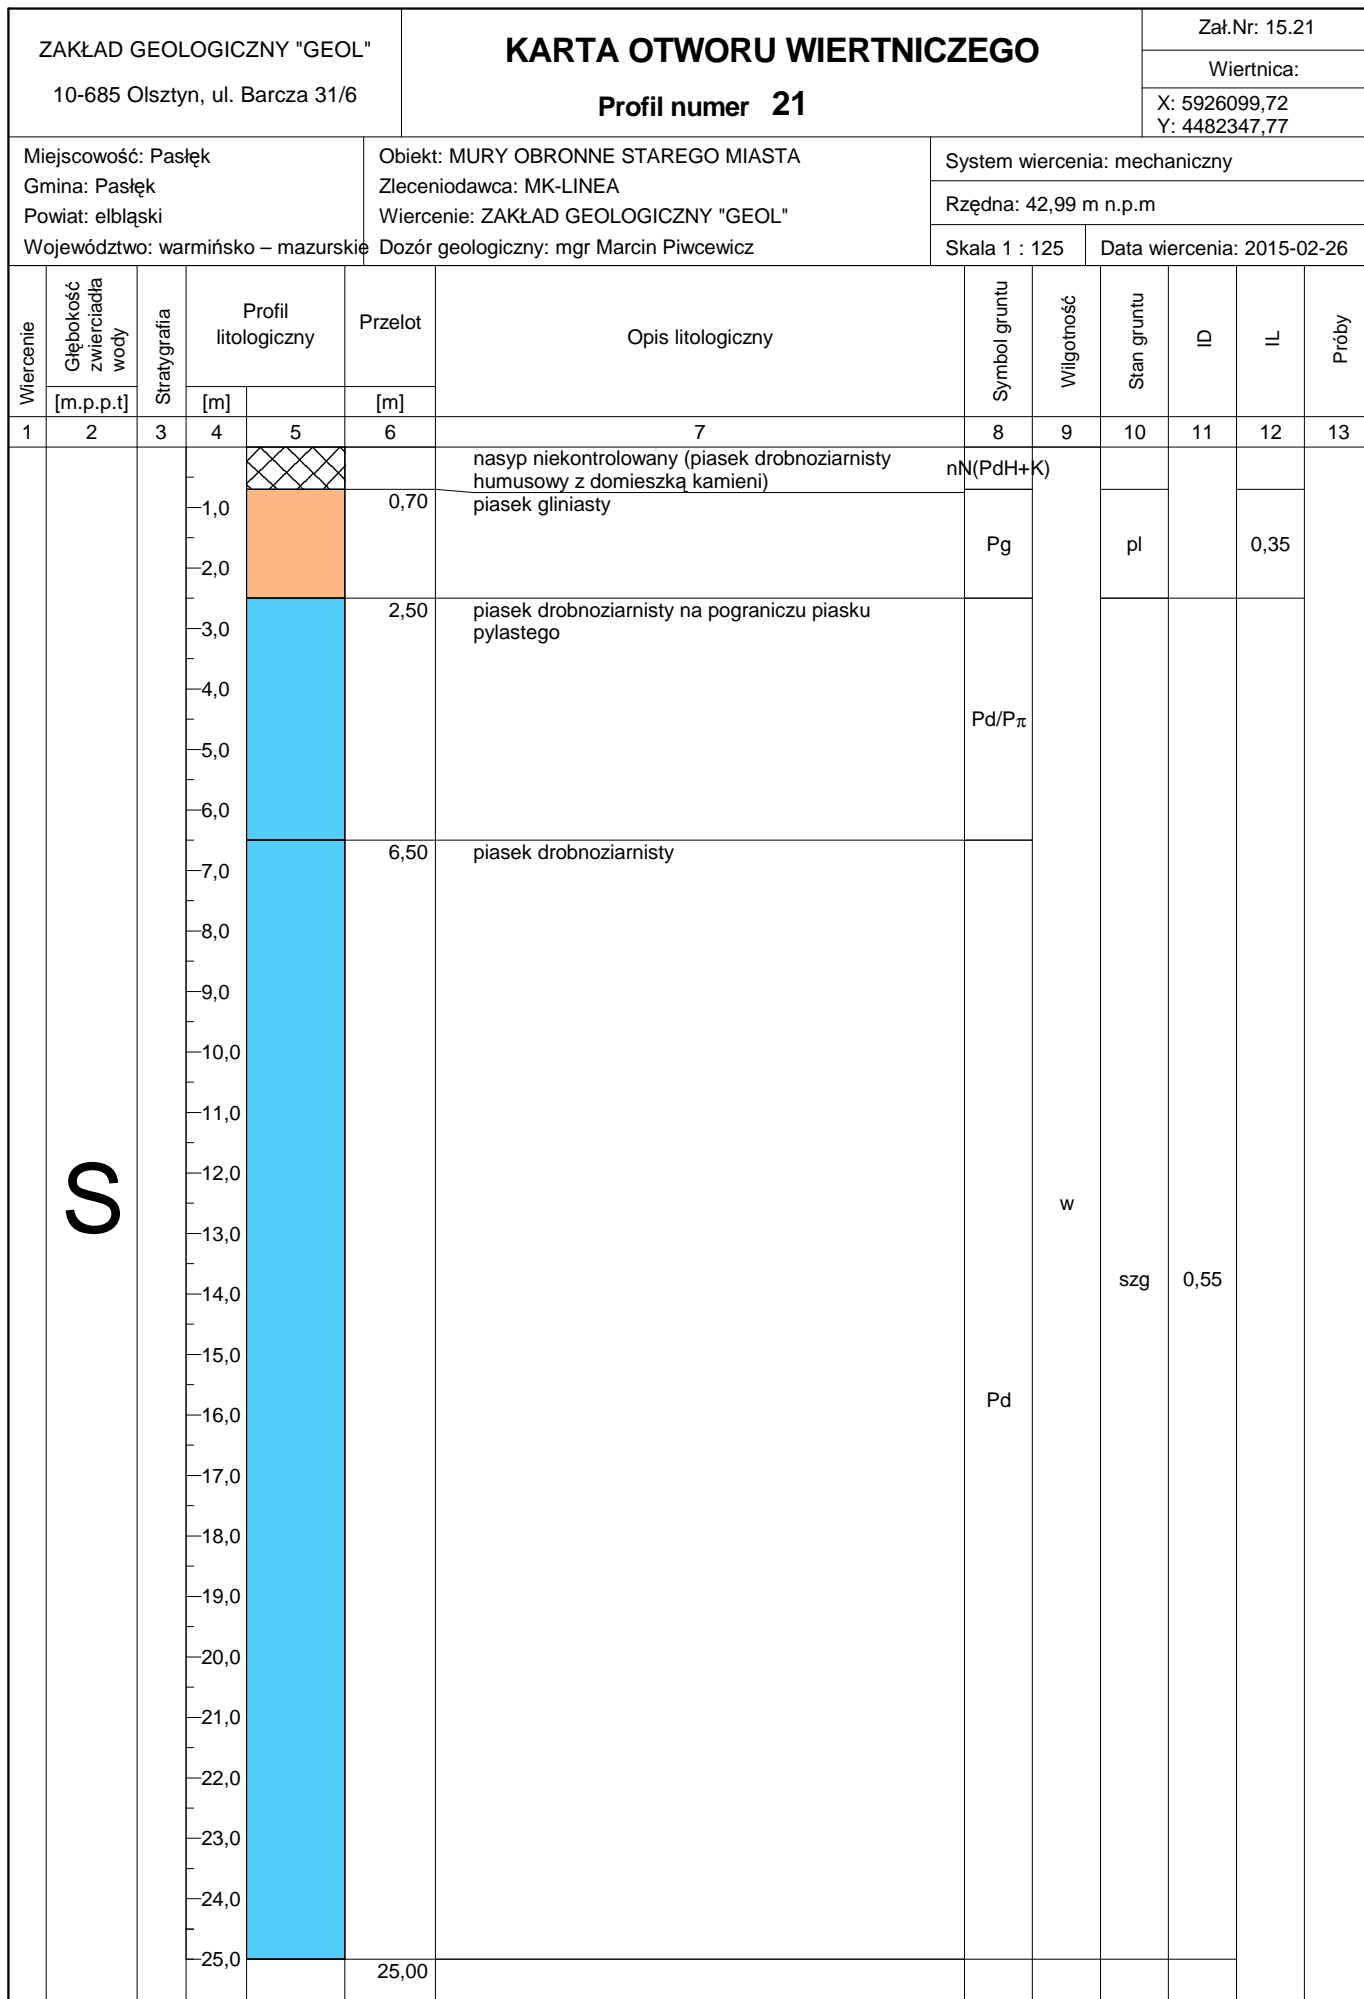 ZAKŁAD GEOLOGICZNY "GEOL"
10-685 Olsztyn, ul. Barcza 31/6
KARTA OTWORU WIERTNICZEGO
Profil numer 21
Zał.Nr: 15.21
Wiertnica:
X: 5926099,72
Y: 4482347,77
Miejscowość: Pasłęk
Gmina: Pasłęk
Powiat: elbląski
Województwo: warmińsko – mazurskie
Obiekt: MURY OBRONNE STAREGO MIASTA
Zleceniodawca: MK-LINEA
Wiercenie: ZAKŁAD GEOLOGICZNY "GEOL"
Dozór geologiczny: mgr Marcin Piwcewicz
System wiercenia: mechaniczny
Rzędna: 42,99 m n.p.m
Skala 1 : 125
Data wiercenia: 2015-02-26
Wiercenie
Głębokość
zwierciadła
wody
[m.p.p.t]
Stratygrafia
Profil
litologiczny
[m]
Przelot
[m]
Opis litologiczny
Symbol gruntu
Wilgotność
Stan gruntu
ID
IL
Próby
1 2 3 4 5 6 7 8 9 10 11 12 13
nasyp niekontrolowany (piasek drobnoziarnisty
humusowy z domieszką kamieni)
nN(PdH+K)
0,70
piasek gliniasty
1,0
Pg
pl
0,35
2,0
2,50
piasek drobnoziarnisty na pograniczu piasku
pylastego
3,0
4,0
Pd/Pπ
5,0
6,0
6,50
piasek drobnoziarnisty
7,0
8,0
9,0
10,0
11,0
12,0
S
w
13,0
szg
0,55
14,0
15,0
Pd
16,0
17,0
18,0
19,0
20,0
21,0
22,0
23,0
24,0
25,0
25,00